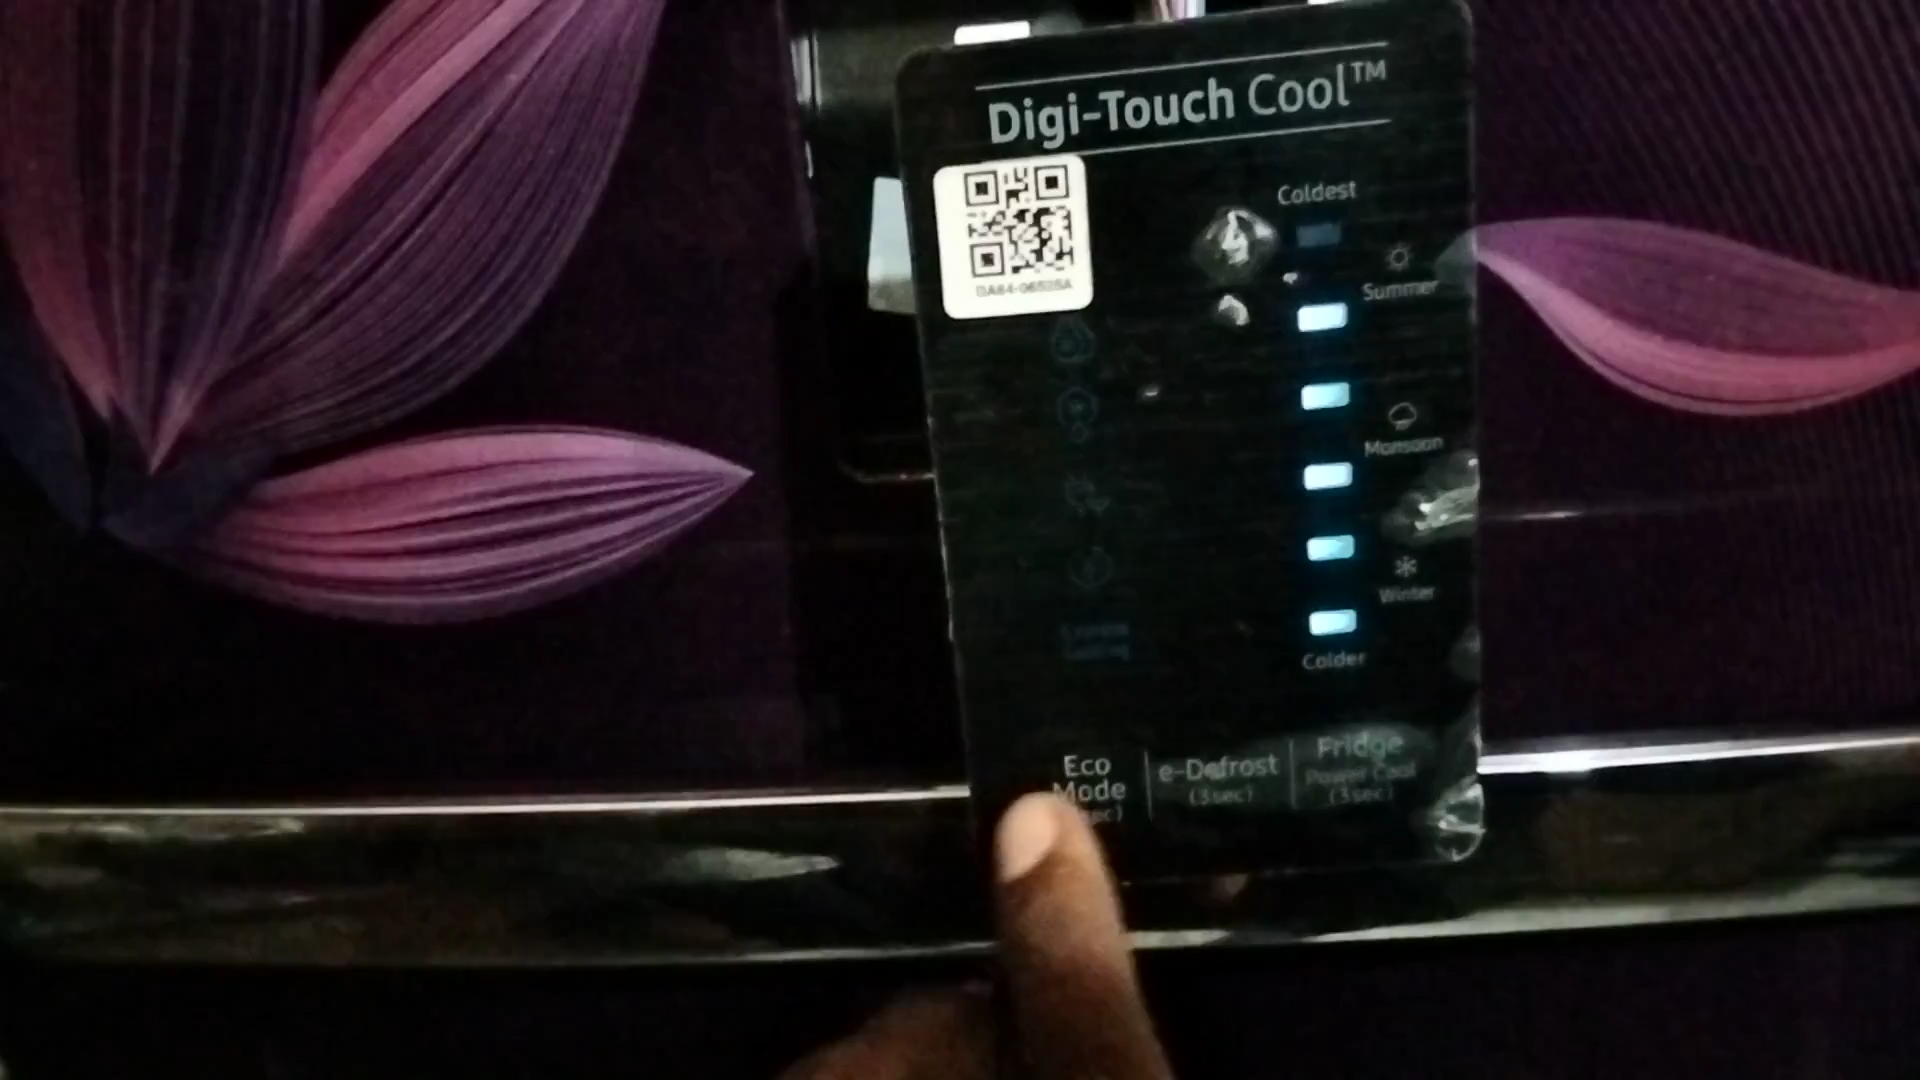 Digi-Touch Cool™
Coldest
Summer
Monsoon
Winter
Colder
Eco
Mode
e-Defrost
(3sec)
Fridge
Power Cool
(3sec)